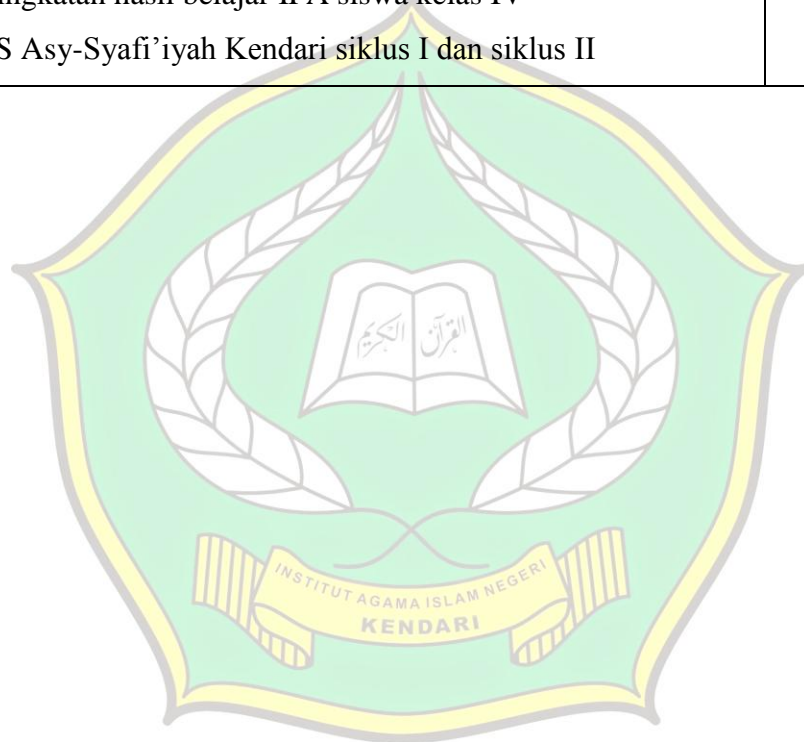 ingkatan hasil belajar IPA siswa kelas IV
S Asy-Syafi’iyah Kendari siklus I dan siklus II
القرآن الكريم
INSTITUT AGAMA ISLAM NEGERI
KENDARI